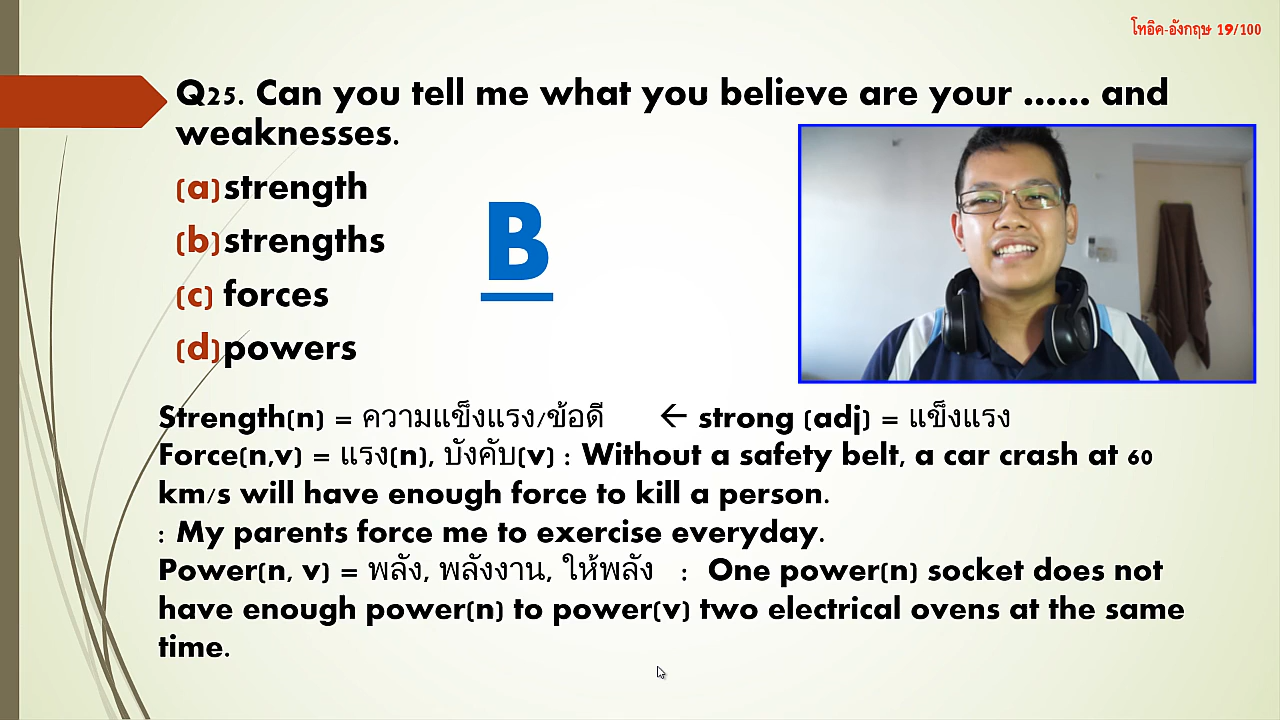 โทอิค-อังกฤษ 19/100
Q25. Can you tell me what you believe are your ...... and
weaknesses.
(a) strength
(b) strengths
(c) forces
(d) powers
B
Strength(n) = ความแข็งแรง/ข้อดี ← strong (adj) = แข็งแรง
Force(n,v) = แรง(n), บังคับ(v) : Without a safety belt, a car crash at 60
km/s will have enough force to kill a person.
: My parents force me to exercise everyday.
Power(n, v) = พลัง, พลังงาน, ให้พลัง : One power(n) socket does not
have enough power(n) to power(v) two electrical ovens at the same
time.